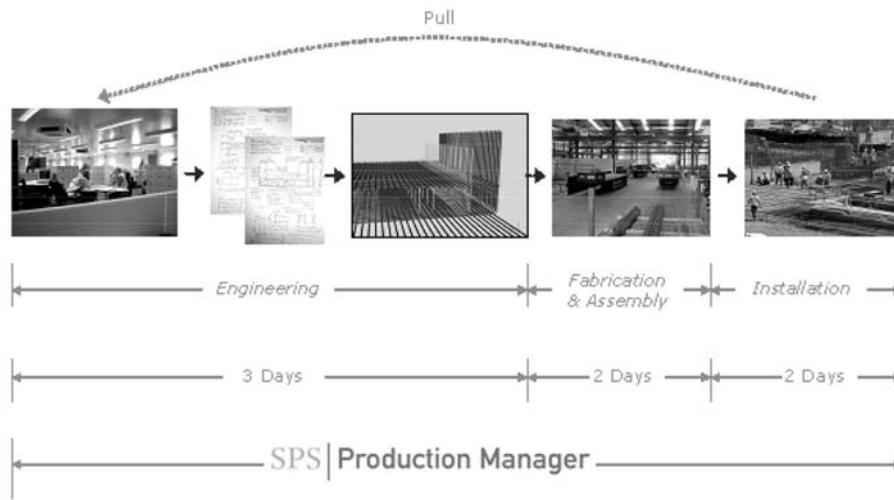 Pull
Engineering
Fabrication
& Assembly
Installation
3 Days
2 Days
2 Days
SPS|Production Manager